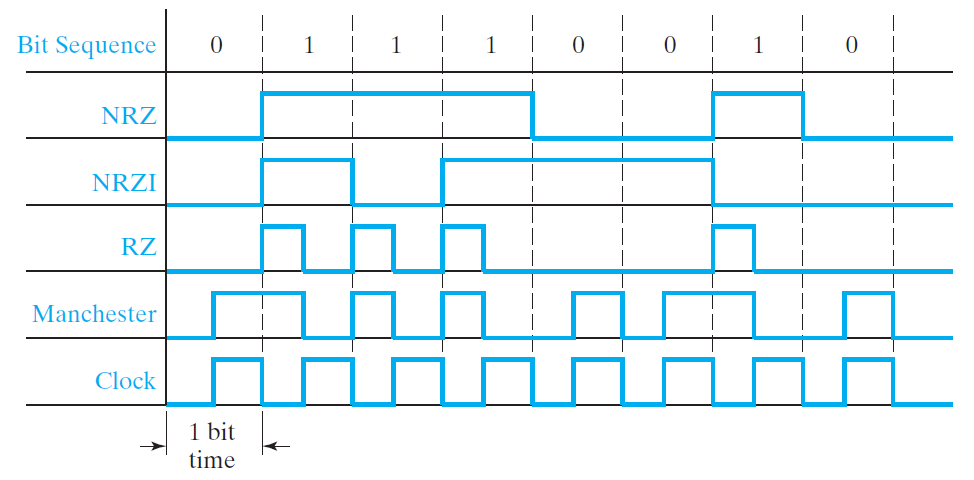 Bit Sequence 0 1 1 1 0 0 1 0
NRZ
NRZI
RZ
Manchester
Clock
1 bit
time